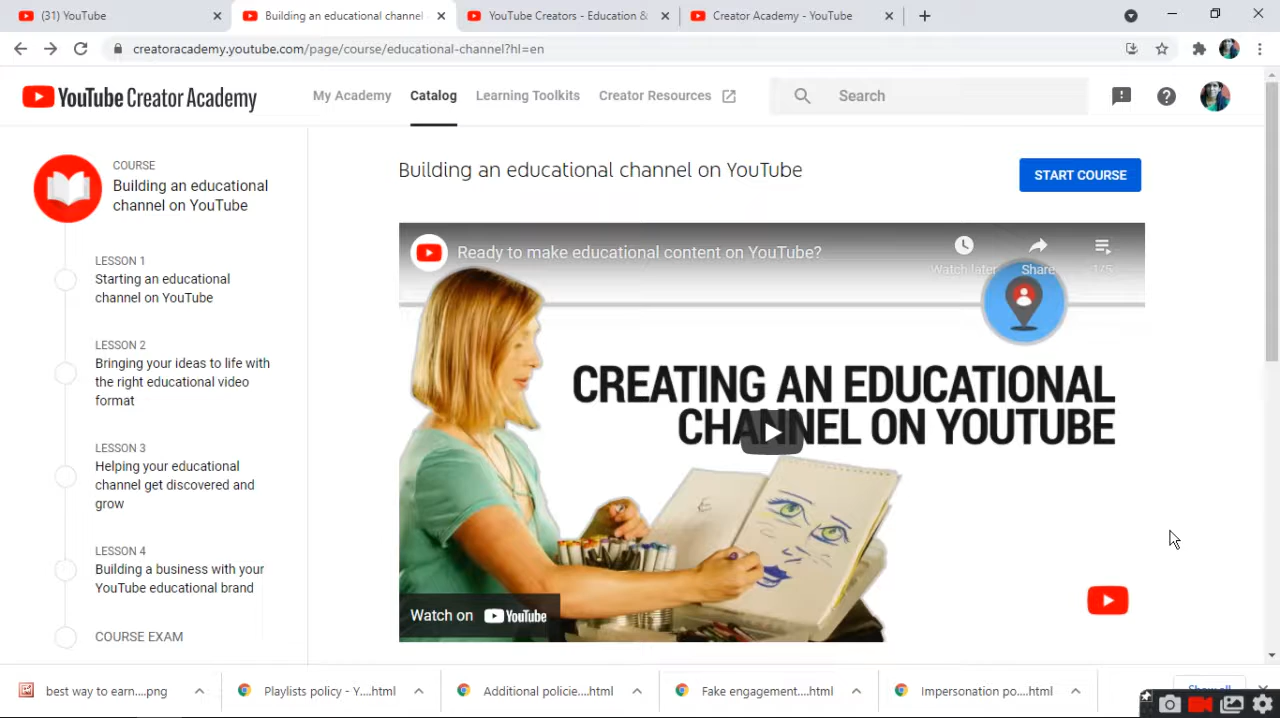 (31) YouTube
Building an educational channel
YouTube Creators - Education &
Creator Academy - YouTube
creatoracademy.youtube.com/page/course/educational-channel?hl=en
YouTube Creator Academy
My Academy
Catalog
Learning Toolkits
Creator Resources
Search
COURSE
Building an educational
channel on YouTube
LESSON 1
Starting an educational
channel on YouTube
LESSON 2
Bringing your ideas to life with
the right educational video
format
LESSON 3
Helping your educational
channel get discovered and
grow
LESSON 4
Building a business with your
YouTube educational brand
COURSE EXAM
Building an educational channel on YouTube
START COURSE
Ready to make educational content on YouTube?
Watch later
Share
1/5
CREATING AN EDUCATIONAL
CHANNEL ON YOUTUBE
Watch on YouTube
best way to earn....png
Playlists policy - Y....html
Additional policie....html
Fake engagement....html
Impersonation po....html
Show all